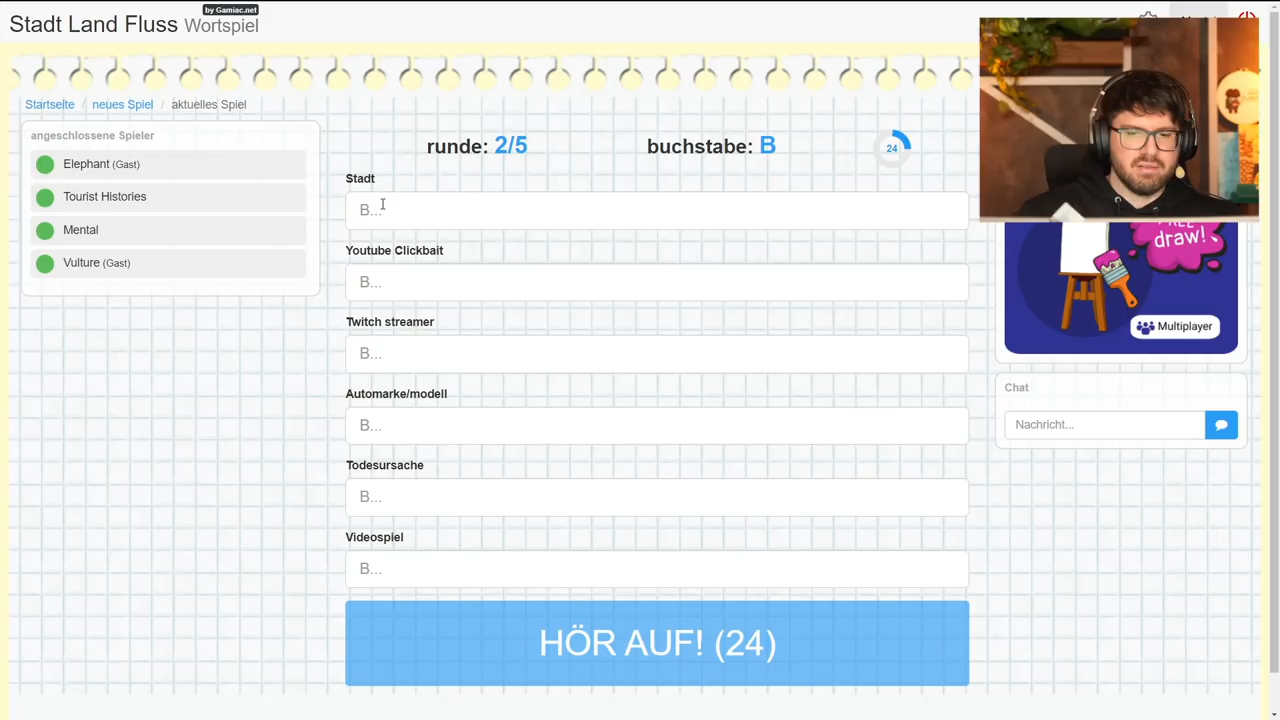 by Gamiac.net
Stadt Land Fluss Wortspiel
Startseite / neues Spiel / aktuelles Spiel
angeschlossene Spieler
Elephant (Gast)
Tourist Histories
Mental
Vulture (Gast)
runde: 2/5
buchstabe: B
24
Stadt
B...
Youtube Clickbait
B...
Twitch streamer
B...
Automarke/modell
B...
Todesursache
B...
Videospiel
B...
HÖR AUF! (24)
draw!
Multiplayer
Chat
Nachricht...